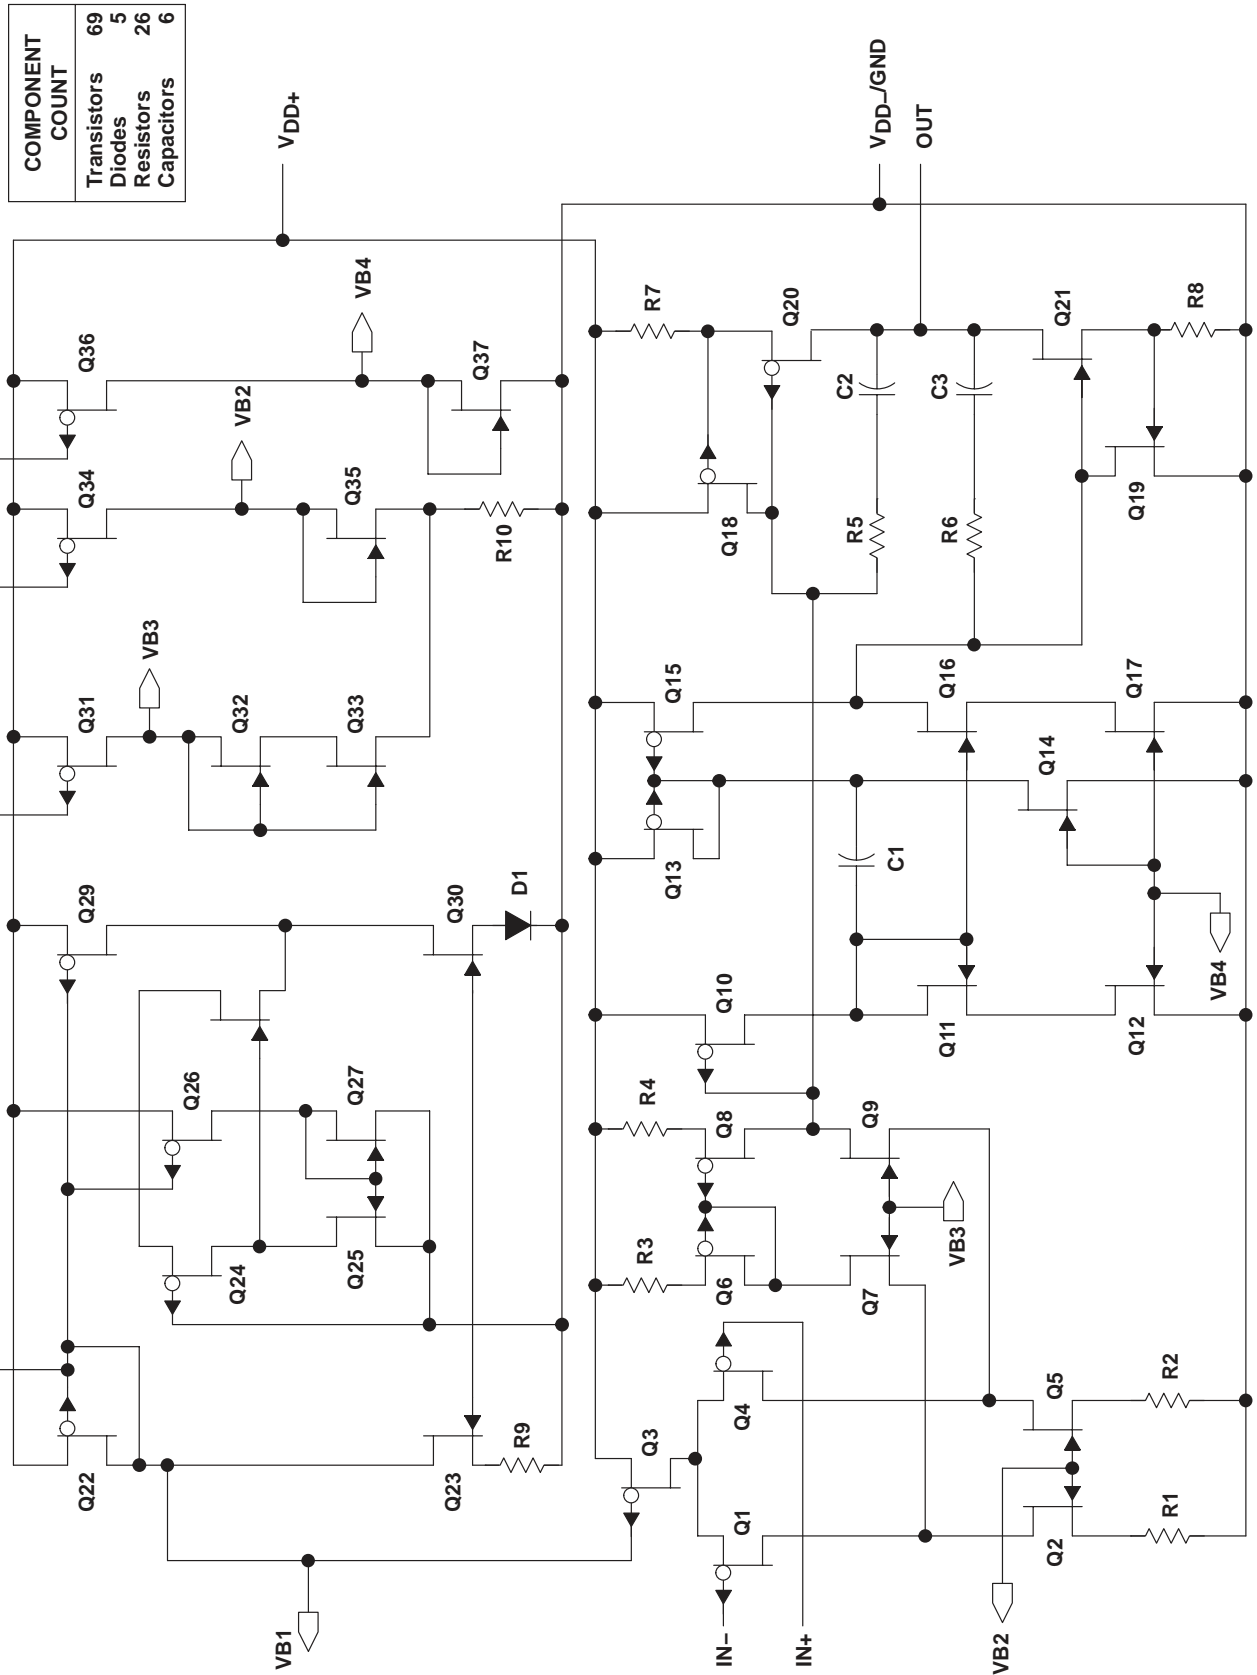 COMPONENT
COUNT
Transistors 69
Diodes 5
Resistors 26
Capacitors 6
VDD+
Q36
VB4
Q37
Q34
VB2
Q35
R10
Q31
VB3
Q32
Q33
Q29
Q30
D1
Q26
Q27
Q24
Q25
Q22
Q23
R9
VB1
VDD–/GND
OUT
R7
Q20
Q18
C2
R5
C3
R6
Q21
R8
Q19
Q15
Q16
Q17
Q13
Q14
C1
Q10
Q11
Q12
VB4
R4
Q8
Q9
R3
Q6
Q7
VB3
Q3
Q4
Q1
Q5
R2
Q2
R1
IN–
IN+
VB2